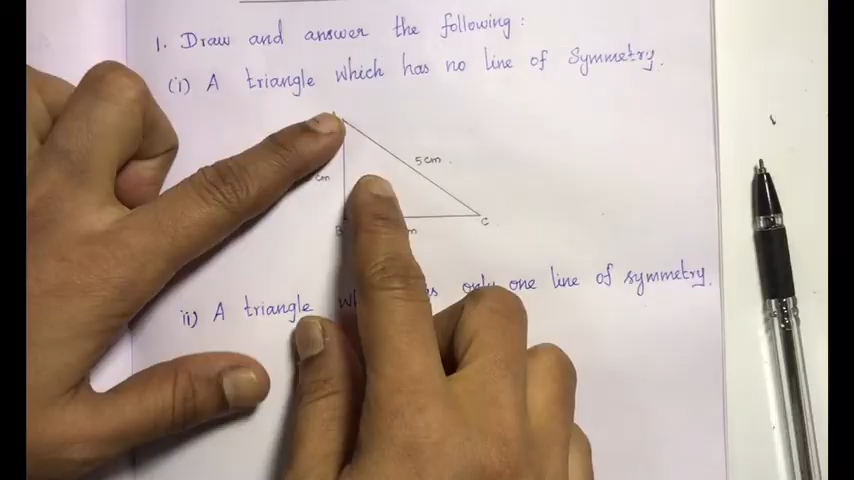 1. Draw and answer the following:
(i) A triangle which has no line of Symmetry.
5cm.
cm
B
m
C
ii) A triangle only one line of symmetry.